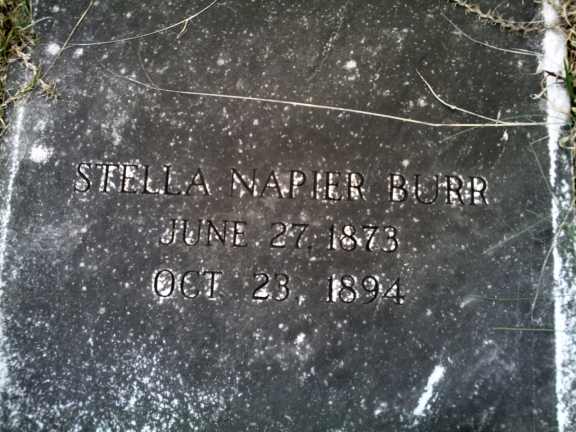 STELLA NAPIER BURR
JUNE 27, 1873
OCT 23, 1894